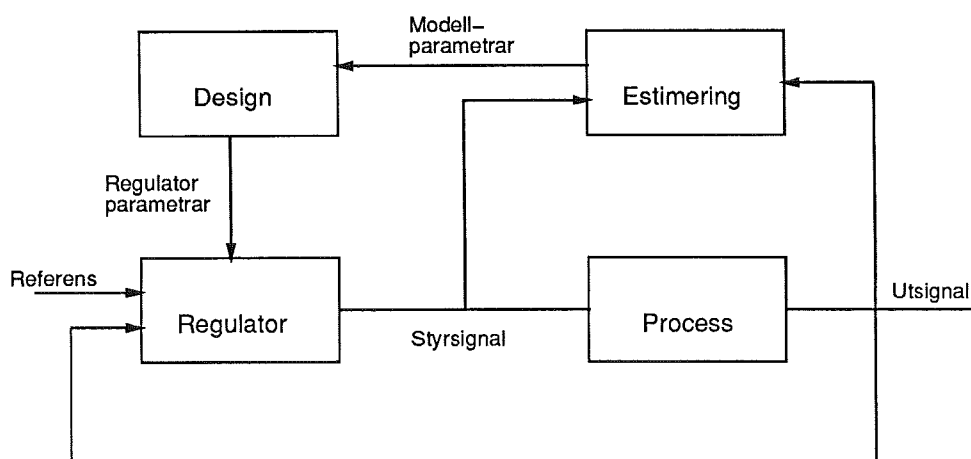 Modell–
parametrar
Design
Estimering
Regulator
parametrar
Referens
Regulator
Styrsignal
Process
Utsignal